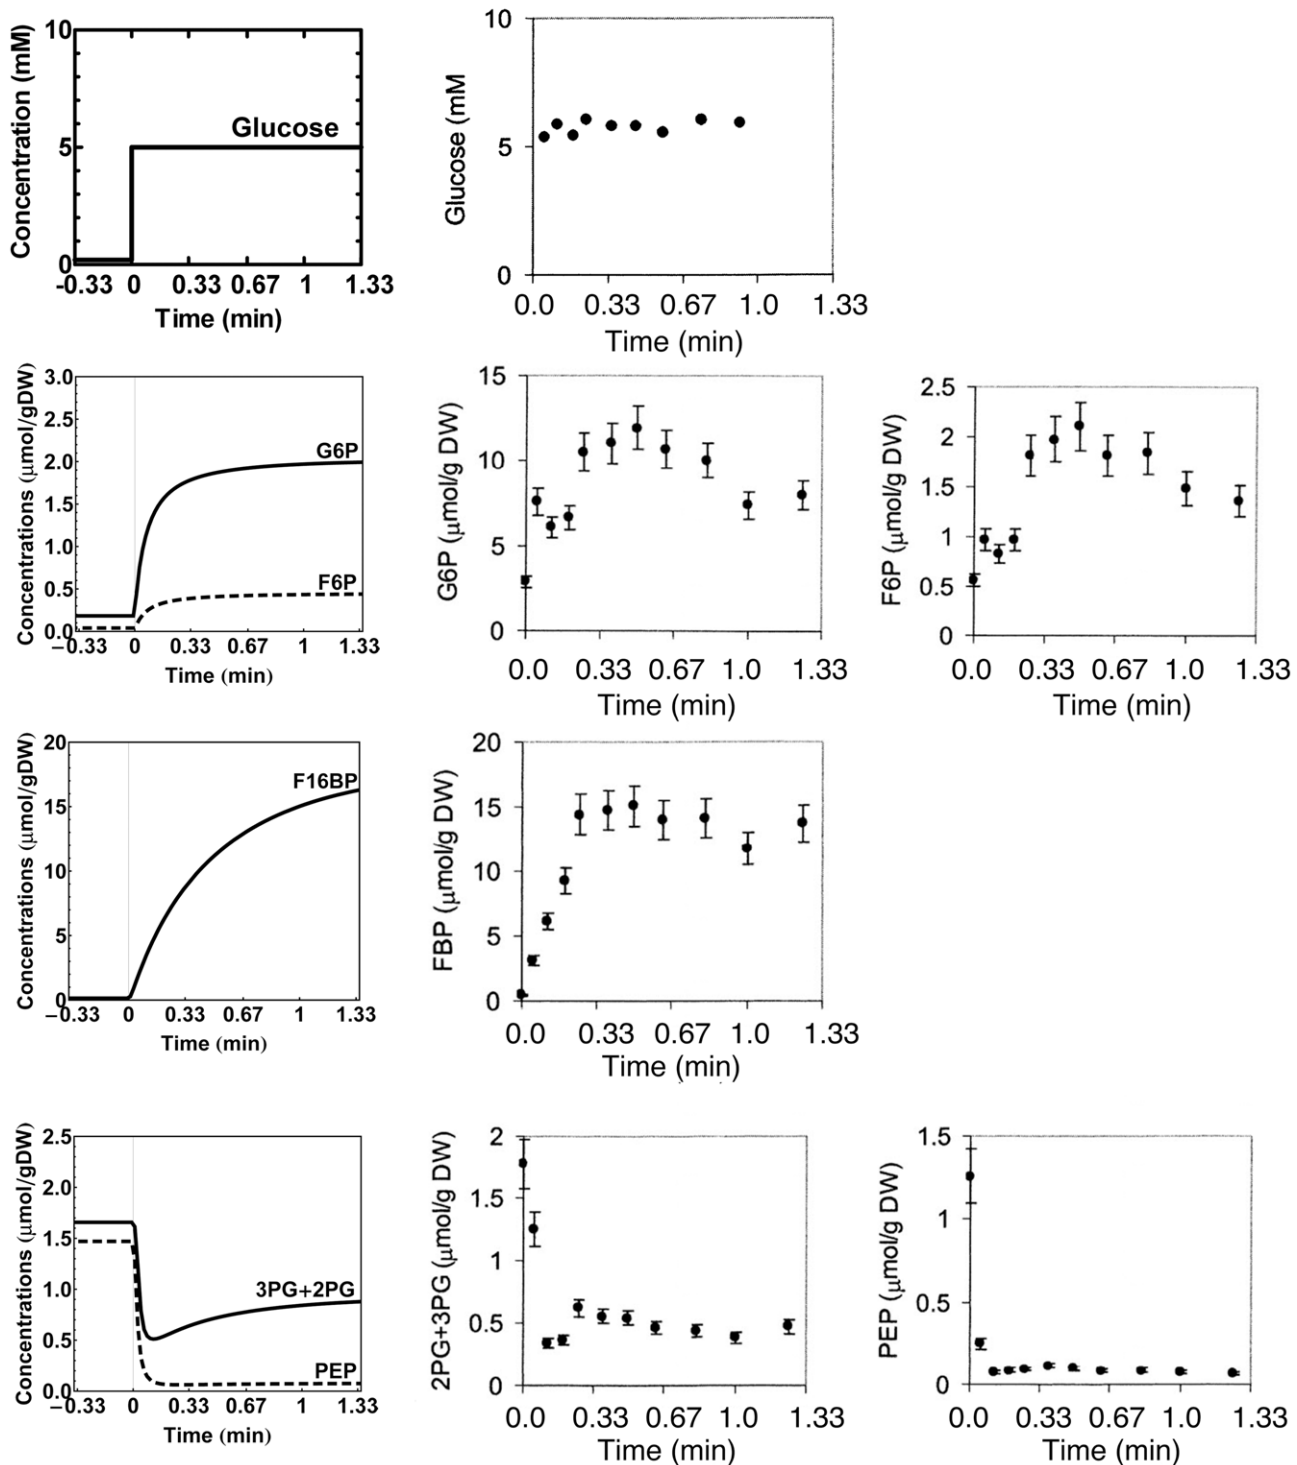 Concentration (mM)
10
5
0
Glucose
-0.33 0 0.33 0.67 1 1.33
Time (min)
Glucose (mM
10
5
0
0.0 0.33 0.67 1.0 1.33
Time (min)
Concentrations (μmol/gDW)
3.0
2.5
2.0
1.5
1.0
0.5
0.0
G6P
F6P
−0.33 0 0.33 0.67 1 1.33
Time (min)
G6P (μmol/g DW)
15
10
5
0
0.0 0.33 0.67 1.0 1.33
Time (min)
F6P (μmol/g DW)
2.5
2
1.5
1
0.5
0
0.0 0.33 0.67 1.0 1.33
Time (min)
Concentrations (μmol/gDW)
20
15
10
5
0
F16BP
−0.33 0 0.33 0.67 1 1.33
Time (min)
FBP (μmol/g DW)
20
15
10
5
0
0.0 0.33 0.67 1.0 1.33
Time (min)
Concentrations (μmol/gDW)
2.5
2.0
1.5
1.0
0.5
0.0
3PG+2PG
PEP
−0.33 0 0.33 0.67 1 1.33
Time (min)
2PG+3PG (μmol/g DW)
2
1.5
1
0.5
0
0.0 0.33 0.67 1.0 1.33
Time (min)
PEP (μmol/g DW)
1.5
1
0.5
0
0.0 0.33 0.67 1.0 1.33
Time (min)